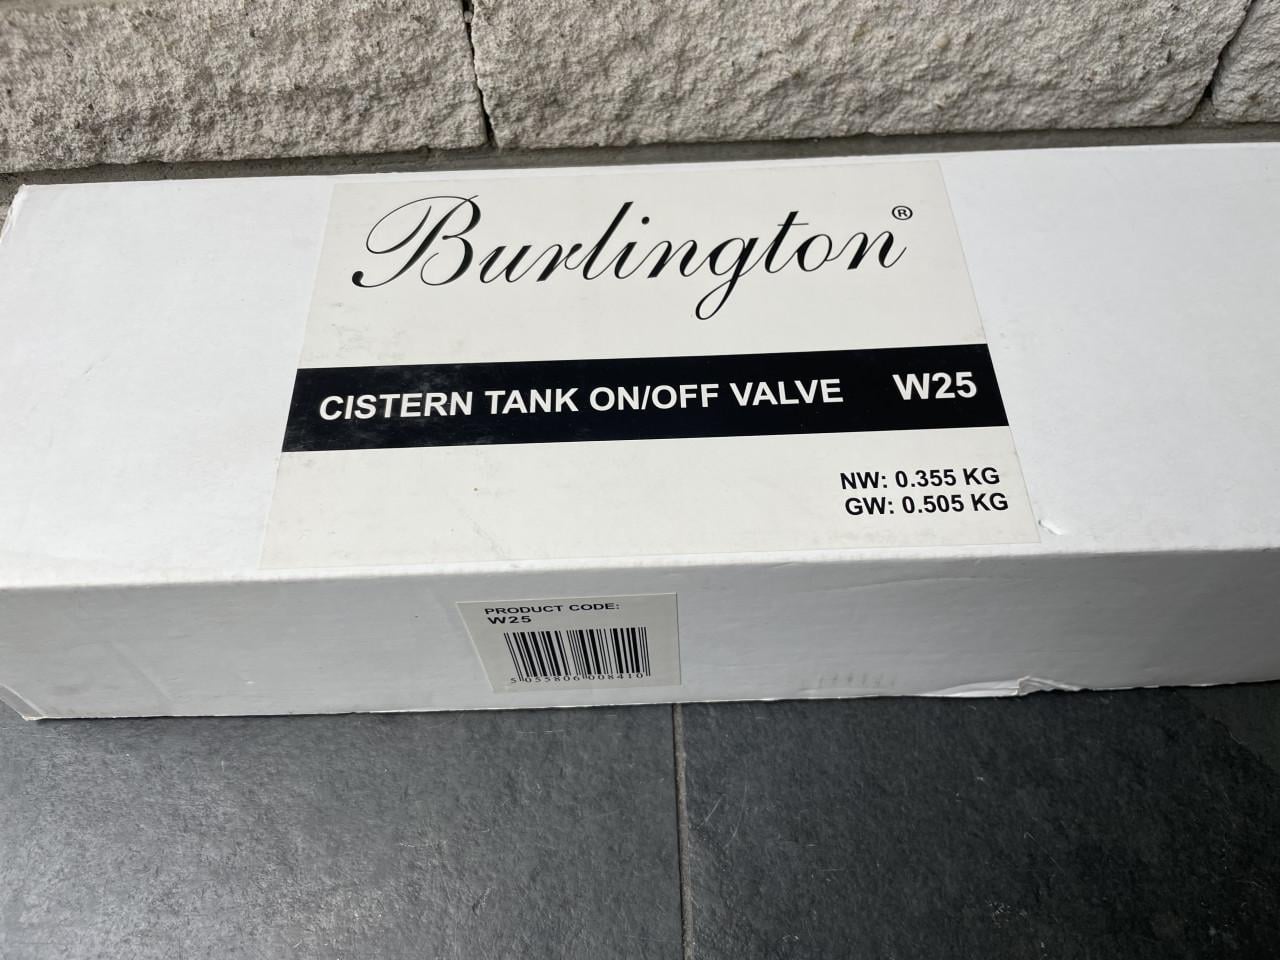 Burlington®
CISTERN TANK ON/OFF VALVE W25
NW: 0.355 KG
GW: 0.505 KG
PRODUCT CODE:
W25
5 055806 008410